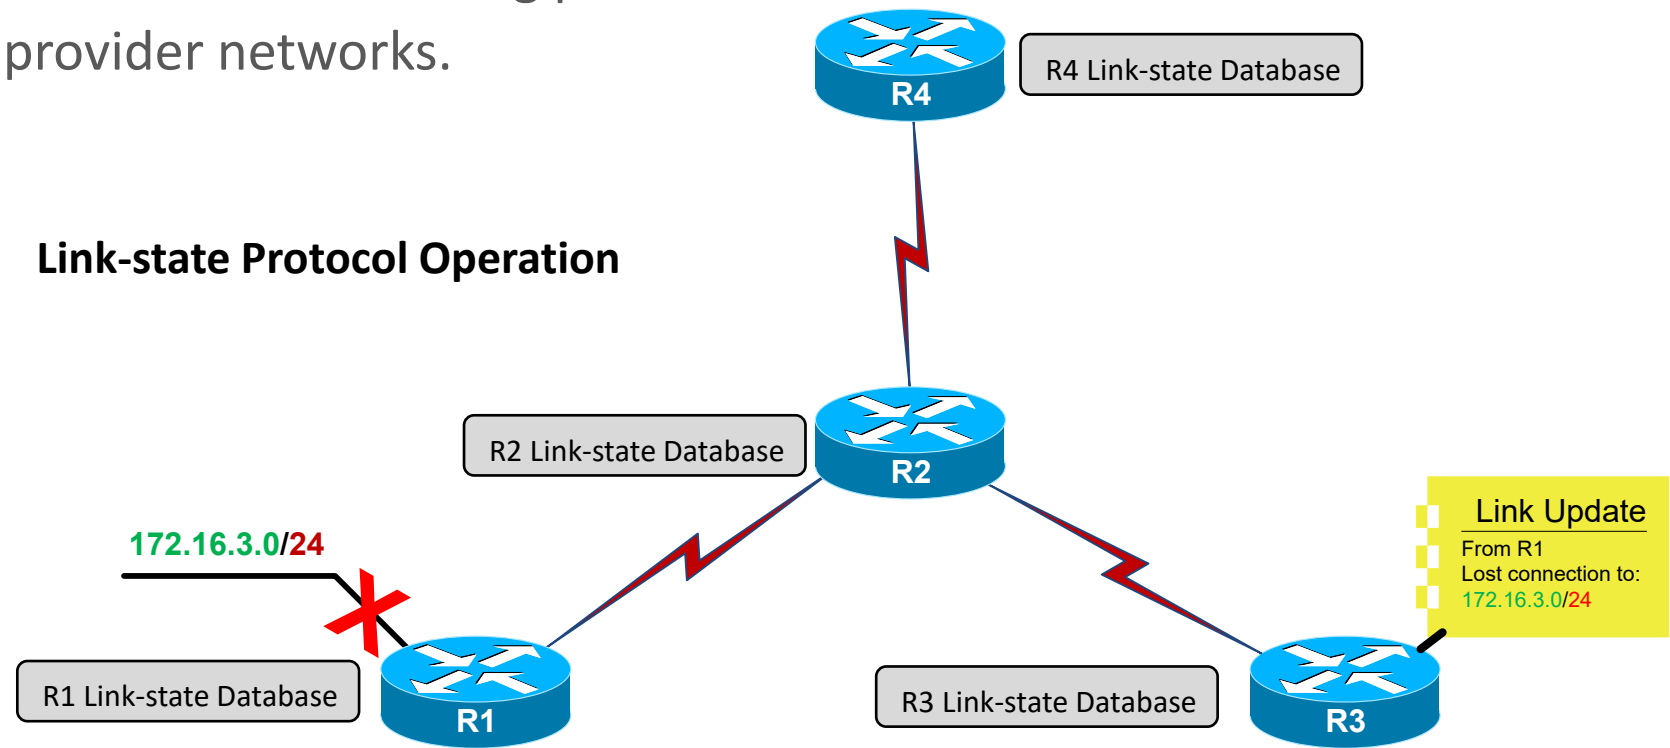 provider networks.
R4 Link-state Database
R4
Link-state Protocol Operation
R2 Link-state Database
R2
172.16.3.0/24
Link Update
From R1
Lost connection to:
172.16.3.0/24
R1 Link-state Database
R1
R3 Link-state Database
R3